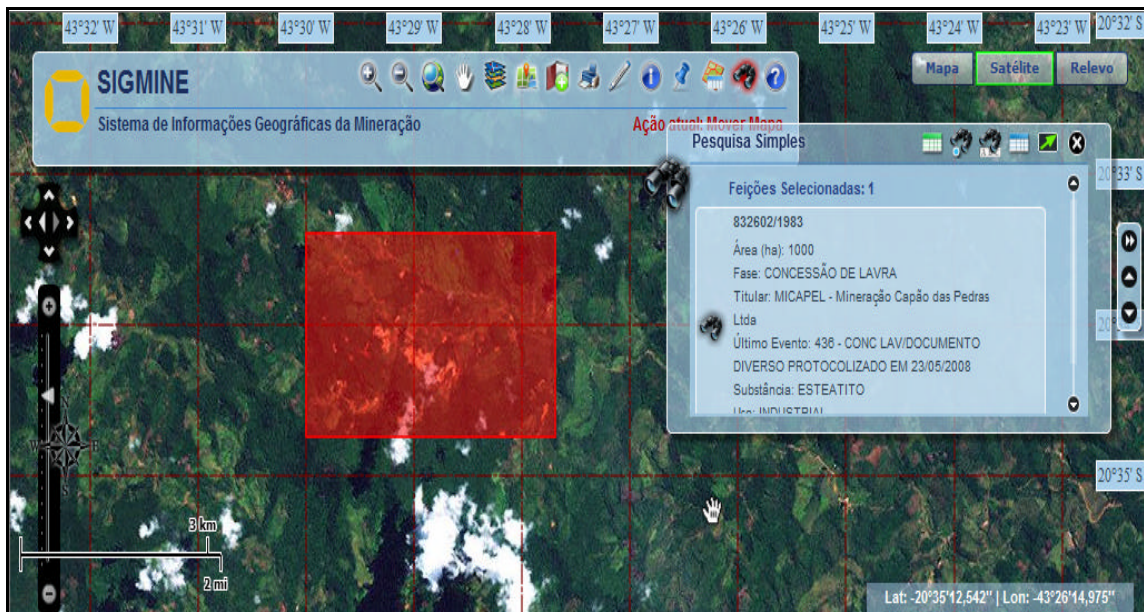 43°32' W 43°31' W 43°30' W 43°29' W 43°28' W 43°27' W 43°26' W 43°25' W 43°24' W 43°23' W 20°32' S
SIGMINE
Mapa Satélite Relevo
Sistema de Informações Geográficas da Mineração
Ação atual: Mover Mapa
Pesquisa Simples
20°33' S
Feições Selecionadas: 1
832602/1983
Área (ha): 1000
Fase: CONCESSÃO DE LAVRA
Titular: MICAPEL - Mineração Capão das Pedras
Ltda
Último Evento: 436 - CONC LAV/DOCUMENTO
DIVERSO PROTOCOLIZADO EM 23/05/2008
Substância: ESTEATITO
Uso: INDUSTRIAL
20°35' S
N
W
E
S
3 km
2 mi
Lat: -20°35'12,542" | Lon: -43°26'14,975"